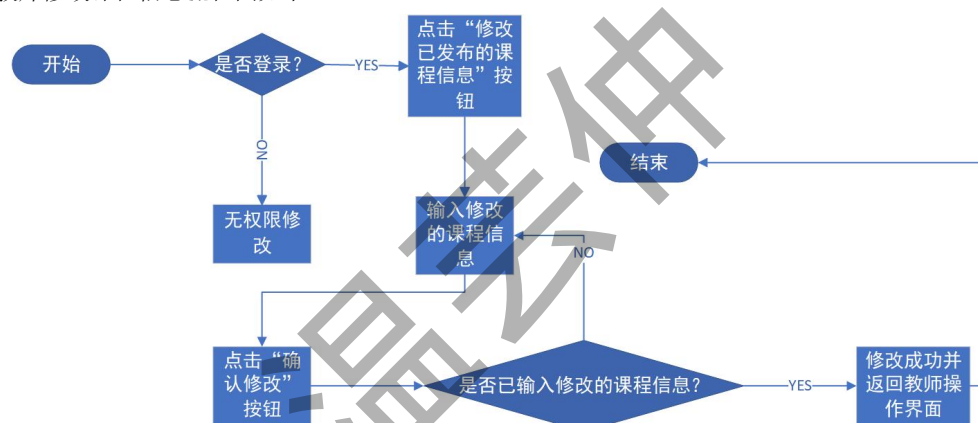 开始
是否登录？
YES
点击“修改
已发布的课
程信息”按
钮
NO
无权限修
改
结束
输入修改
的课程信
息
NO
点击“确
认修改”
按钮
是否已输入修改的课程信息？
YES
修改成功并
返回教师操
作界面
温芸仲